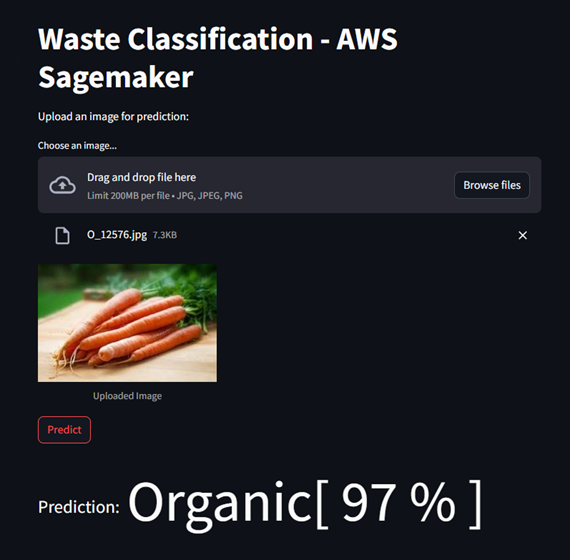 Waste Classification - AWS
Sagemaker
Upload an image for prediction:
Choose an image...
Drag and drop file here
Limit 200MB per file • JPG, JPEG, PNG
Browse files
O_12576.jpg 7.3KB
Uploaded Image
Predict
Prediction: Organic[ 97 % ]